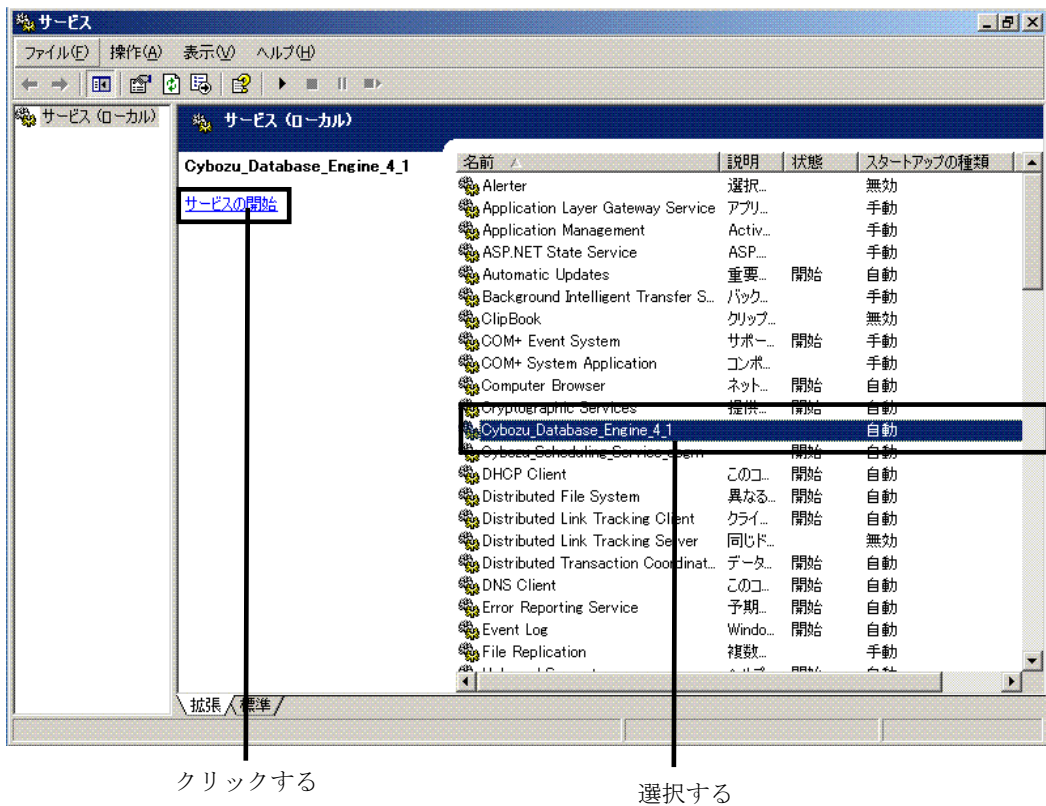 サービス
ファイル(F) 操作(A) 表示(V) ヘルプ(H)
サービス (ローカル)
サービス (ローカル)
Cybozu_Database_Engine_4_1
サービスの開始
名前 説明 状態 スタートアップの種類
Alerter 選択... 無効
Application Layer Gateway Service アプリ... 手動
Application Management Activ... 手動
ASP.NET State Service ASP.... 手動
Automatic Updates 重要... 開始 自動
Background Intelligent Transfer S... バック... 手動
ClipBook クリップ... 無効
COM+ Event System サポー... 開始 手動
COM+ System Application コンポ... 手動
Computer Browser ネット... 開始 自動
Cryptographic Services 提供... 開始 自動
Cybozu_Database_Engine_4_1 自動
Cybozu_Scheduling_Service_ 開始 自動
DHCP Client このコ... 開始 自動
Distributed File System 異なる... 開始 自動
Distributed Link Tracking Client クライ... 開始 自動
Distributed Link Tracking Server 同じド... 無効
Distributed Transaction Coordinat... データ... 開始 自動
DNS Client このコ... 開始 自動
Error Reporting Service 予期... 開始 自動
Event Log Windo... 開始 自動
File Replication 複数... 手動
拡張 標準
クリックする
選択する